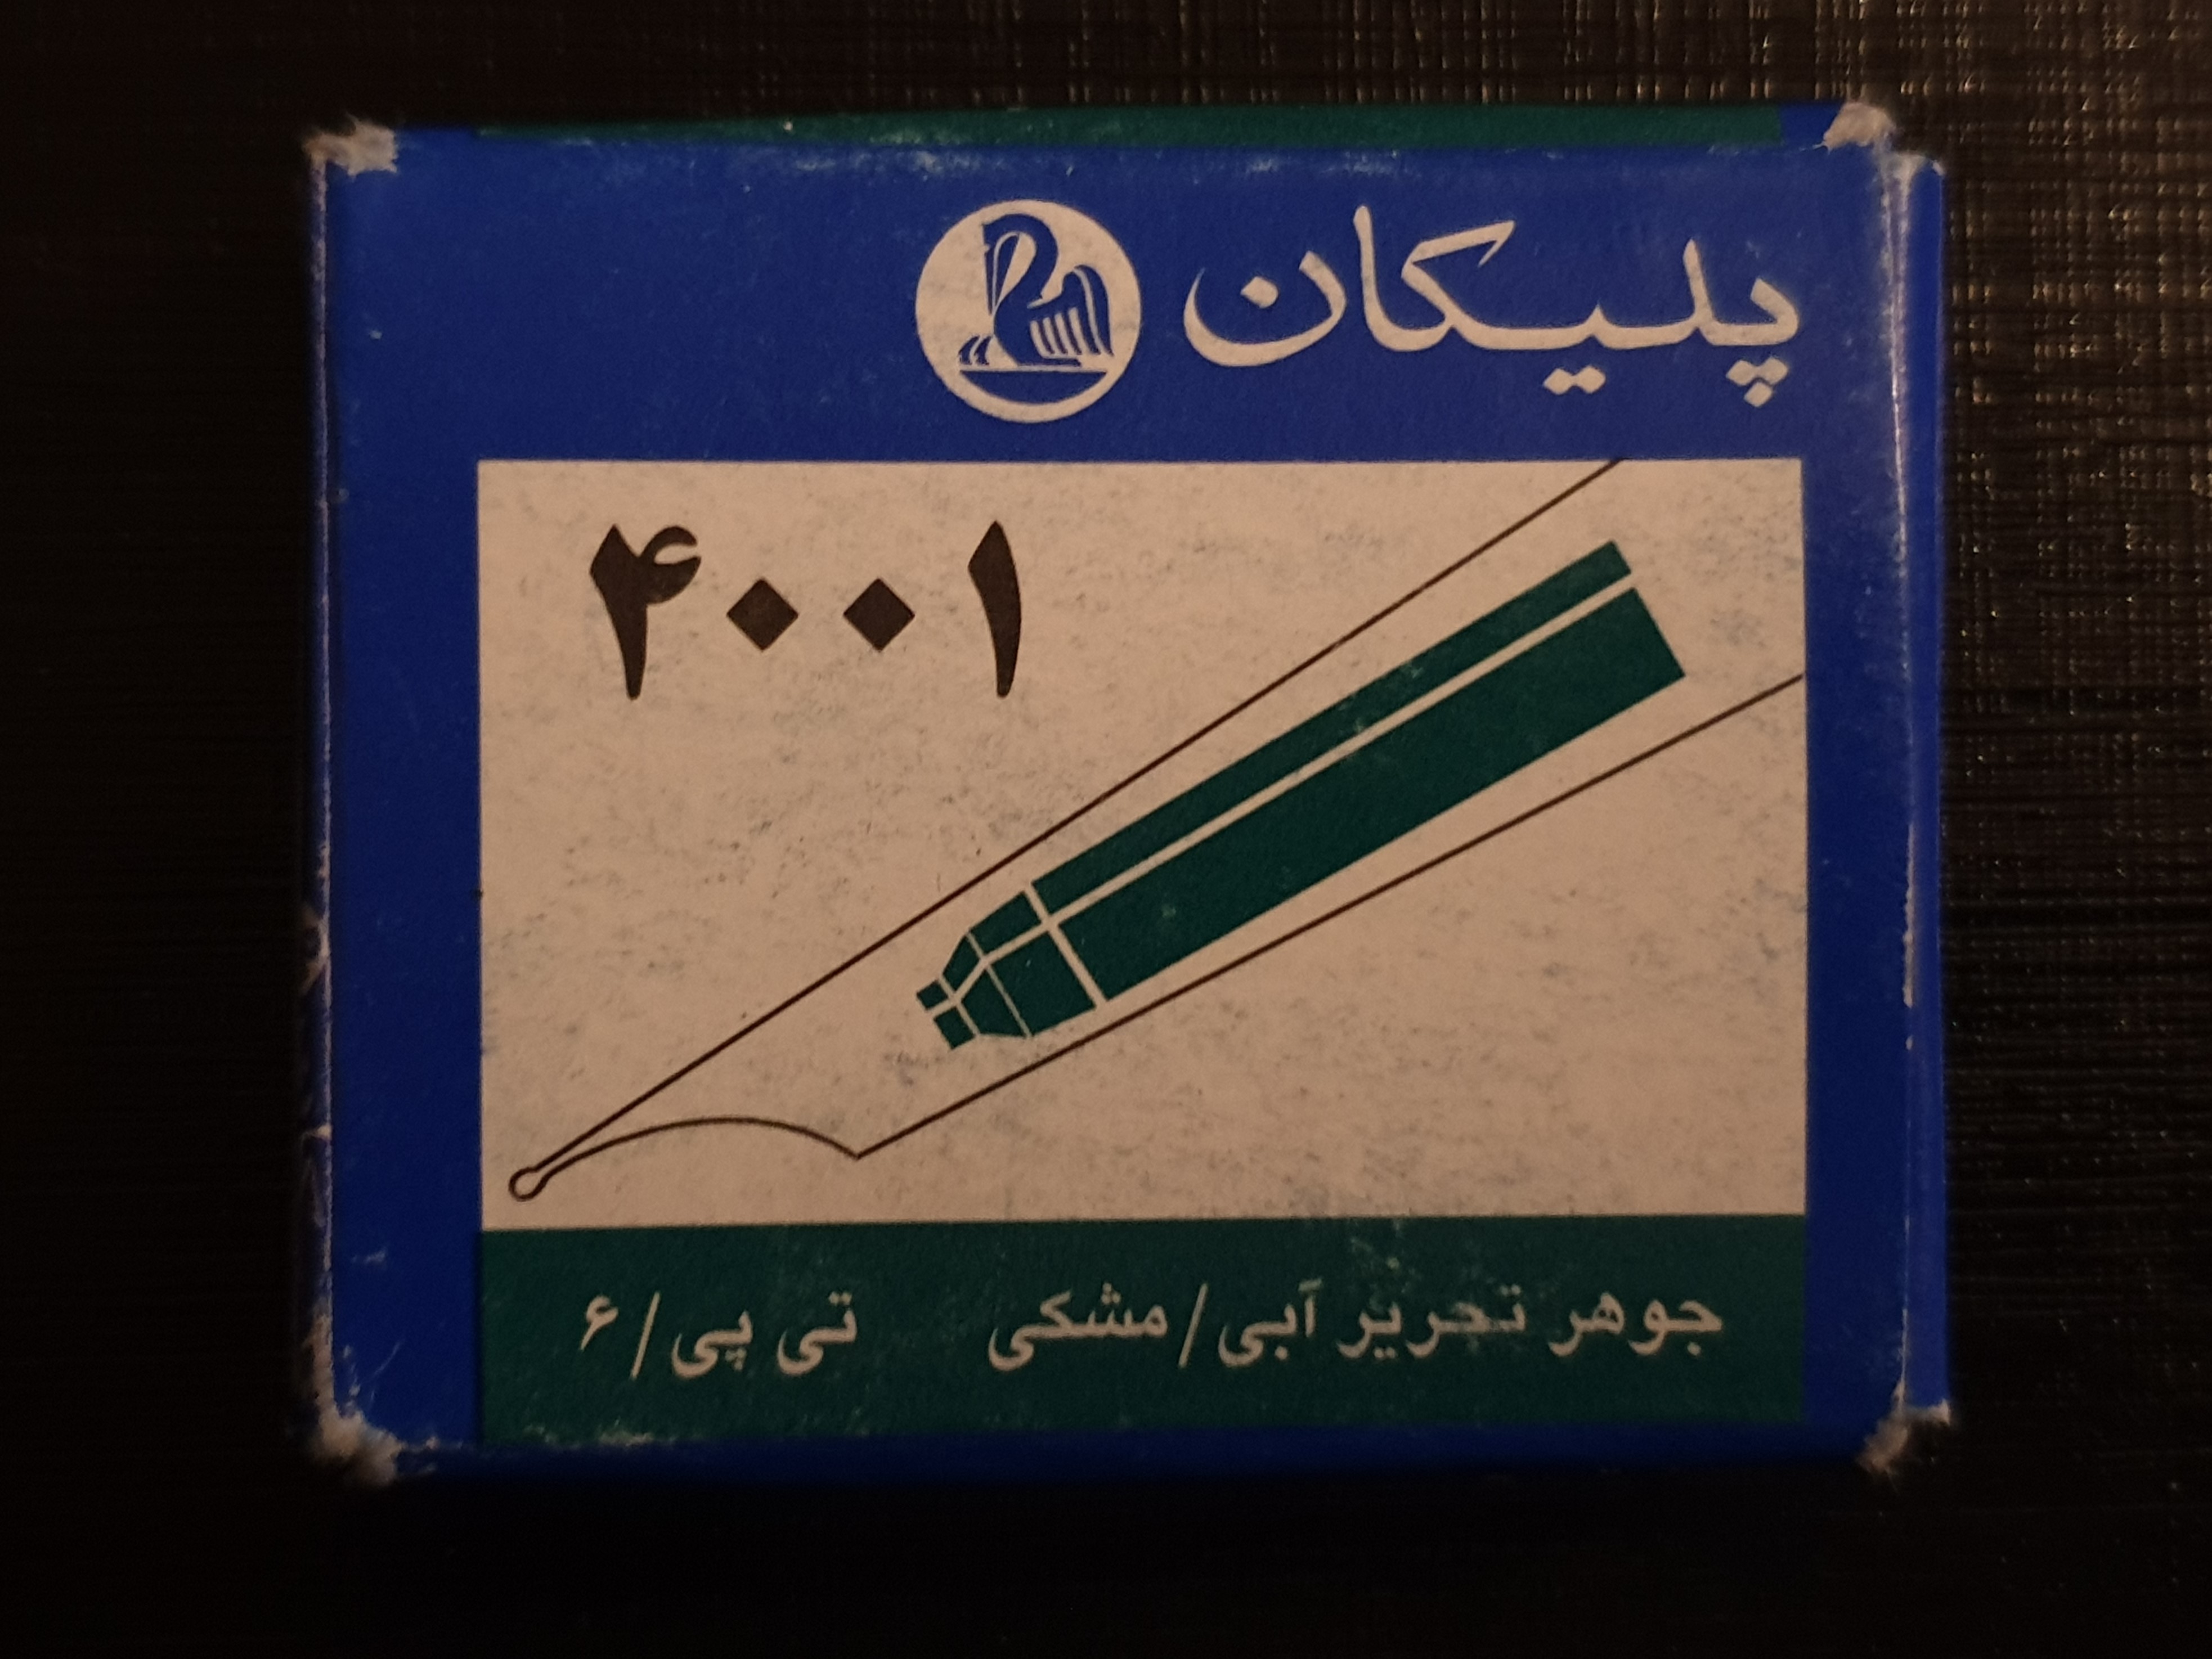 پلیکان
۴۰۰۱
جوهر تحریر آبی/مشکی تی پی/۶